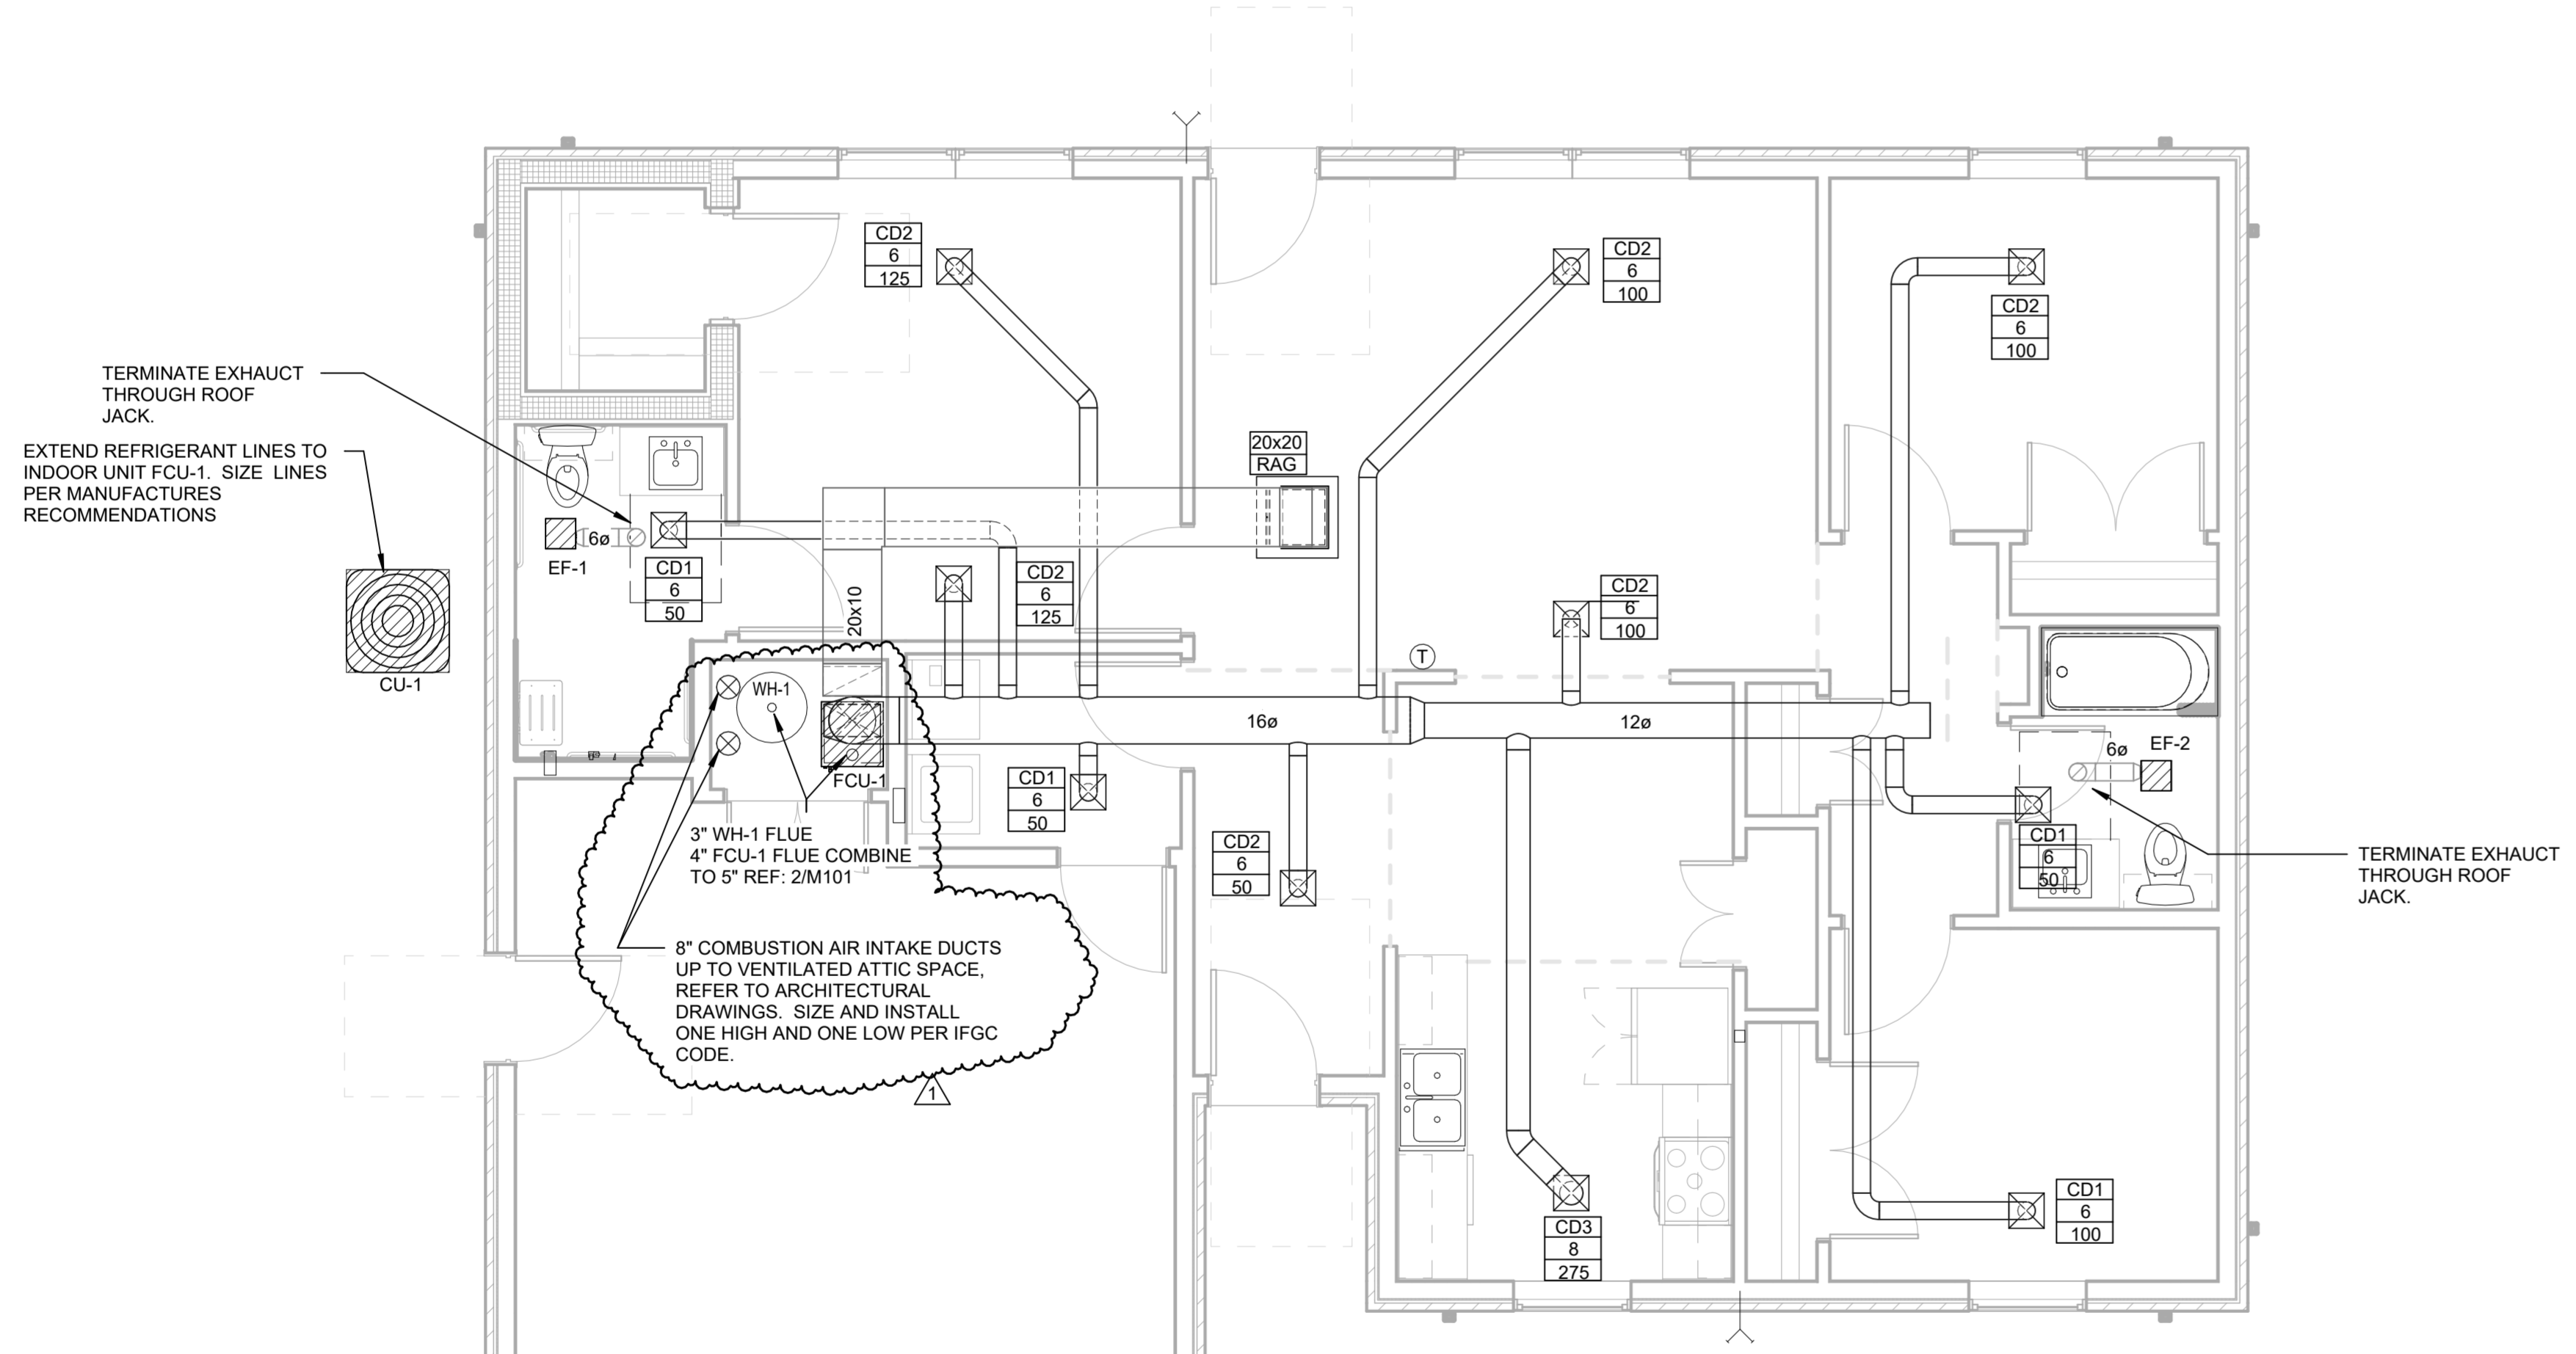 CD2
6
125
CD2
6
100
CD2
6
100
TERMINATE EXHAUCT
THROUGH ROOF
JACK.
EXTEND REFRIGERANT LINES TO
INDOOR UNIT FCU-1.  SIZE  LINES
PER MANUFACTURES
RECOMMENDATIONS
CU-1
6ø
EF-1
CD1
6
50
20x20
RAG
20x10
CD2
6
125
CD2
6
100
T
WH-1
FCU-1
16ø
12ø
CD1
6
50
CD2
6
50
6ø
EF-2
CD1
6
50
TERMINATE EXHAUCT
THROUGH ROOF
JACK.
3" WH-1 FLUE
4" FCU-1 FLUE COMBINE
TO 5" REF: 2/M101
8" COMBUSTION AIR INTAKE DUCTS
UP TO VENTILATED ATTIC SPACE,
REFER TO ARCHITECTURAL
DRAWINGS.  SIZE AND INSTALL
ONE HIGH AND ONE LOW PER IFGC
CODE.
1
CD3
8
275
CD1
6
100